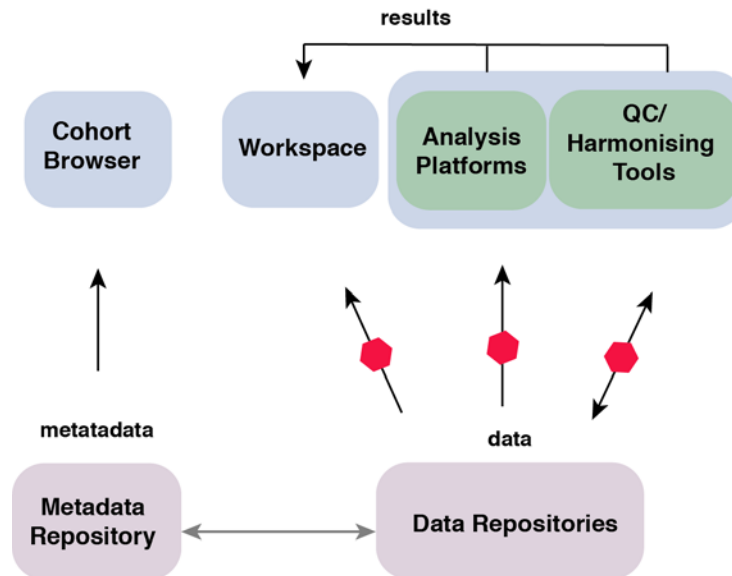 results
Cohort
Browser
Workspace
Analysis
Platforms
QC/
Harmonising
Tools
metatadata
data
Metadata
Repository
Data Repositories